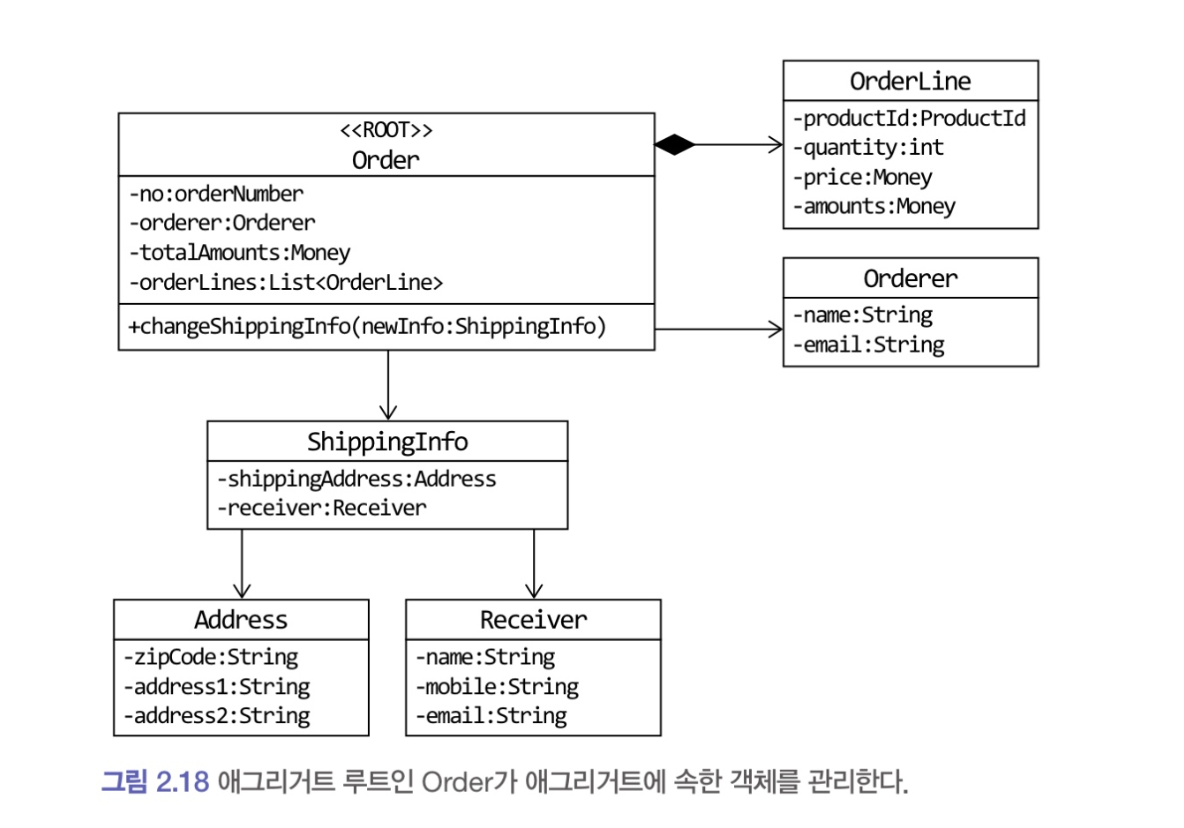 <<ROOT>>
Order
-no:orderNumber
-orderer:Orderer
-totalAmounts:Money
-orderLines:List<OrderLine>
+changeShippingInfo(newInfo:ShippingInfo)
OrderLine
-productId:ProductId
-quantity:int
-price:Money
-amounts:Money
Orderer
-name:String
-email:String
ShippingInfo
-shippingAddress:Address
-receiver:Receiver
Address
-zipCode:String
-address1:String
-address2:String
Receiver
-name:String
-mobile:String
-email:String
그림 2.18 애그리거트 루트인 Order가 애그리거트에 속한 객체를 관리한다.